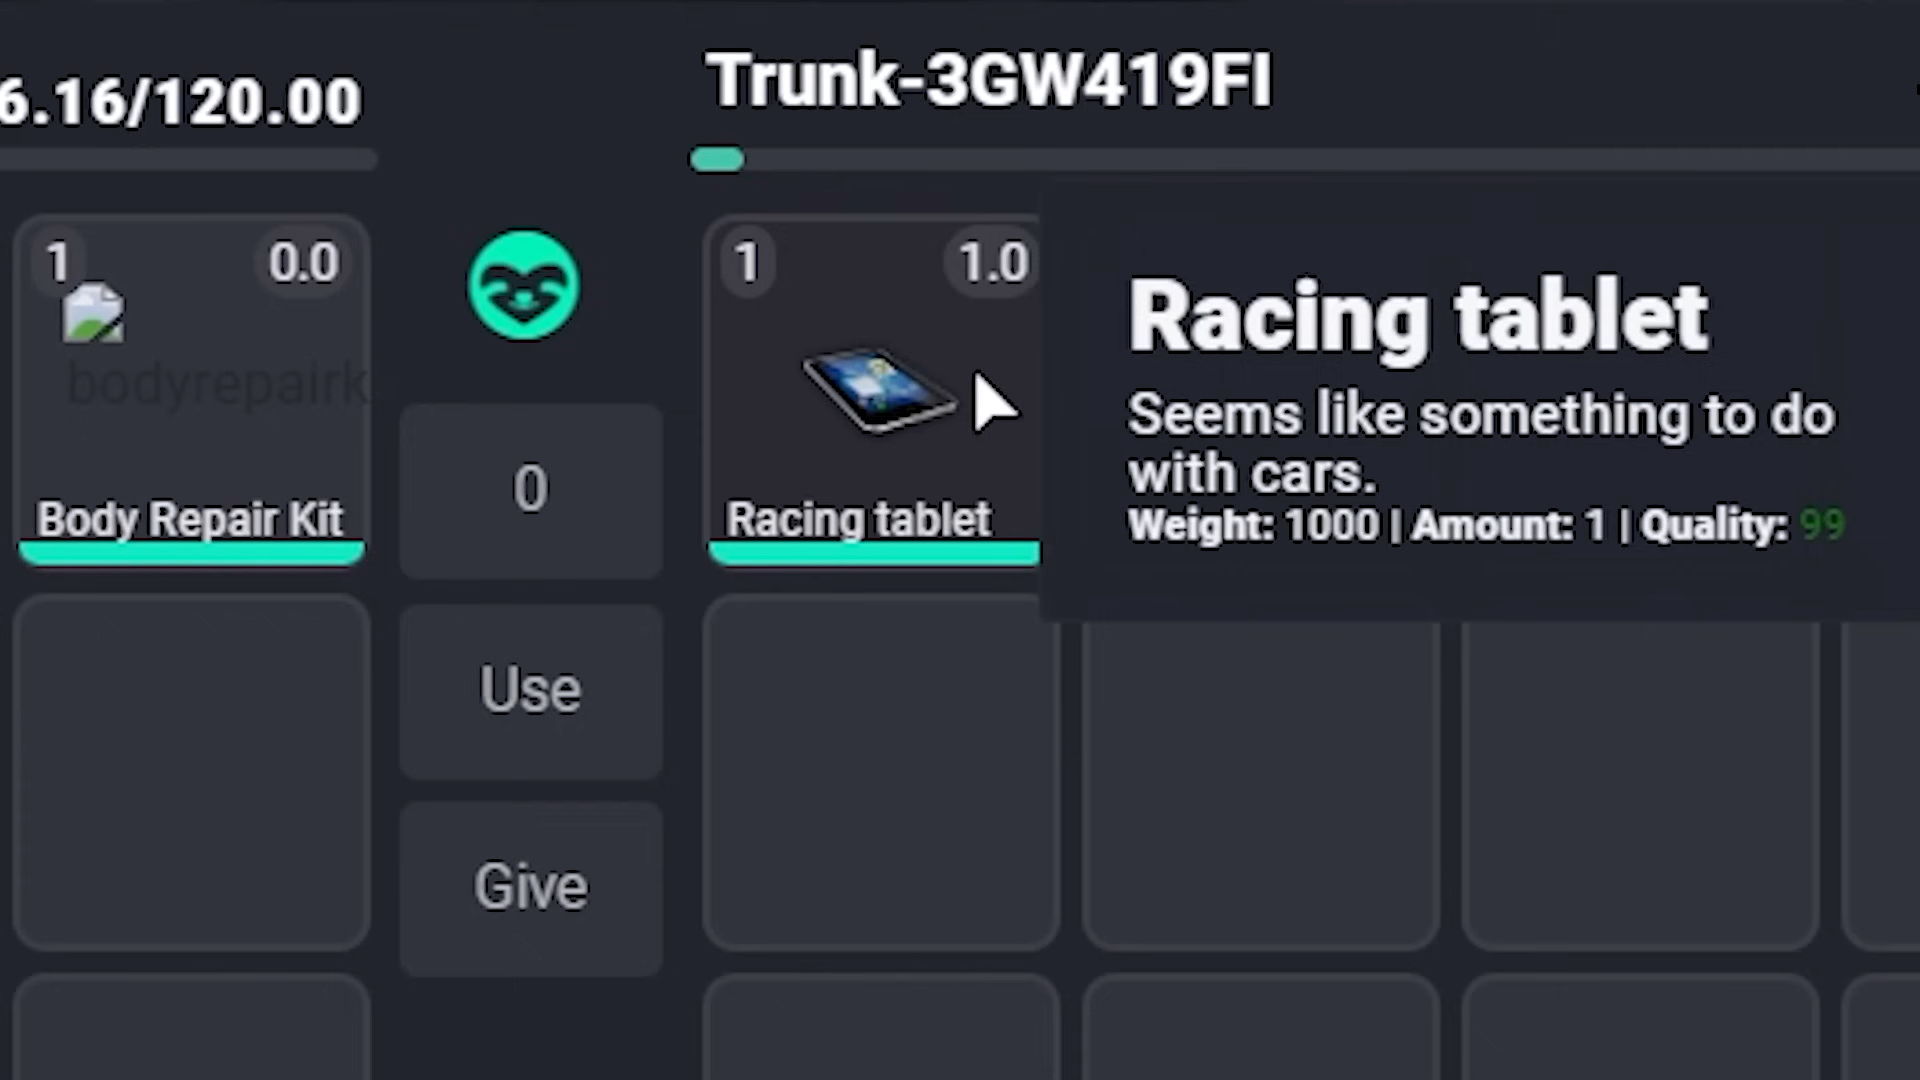 6.16/120.00
Trunk-3GW419FI
1
0.0
bodyrepairk
Body Repair Kit
0
Use
Give
1
1.0
Racing tablet
Racing tablet
Seems like something to do
with cars.
Weight: 1000 | Amount: 1 | Quality: 99